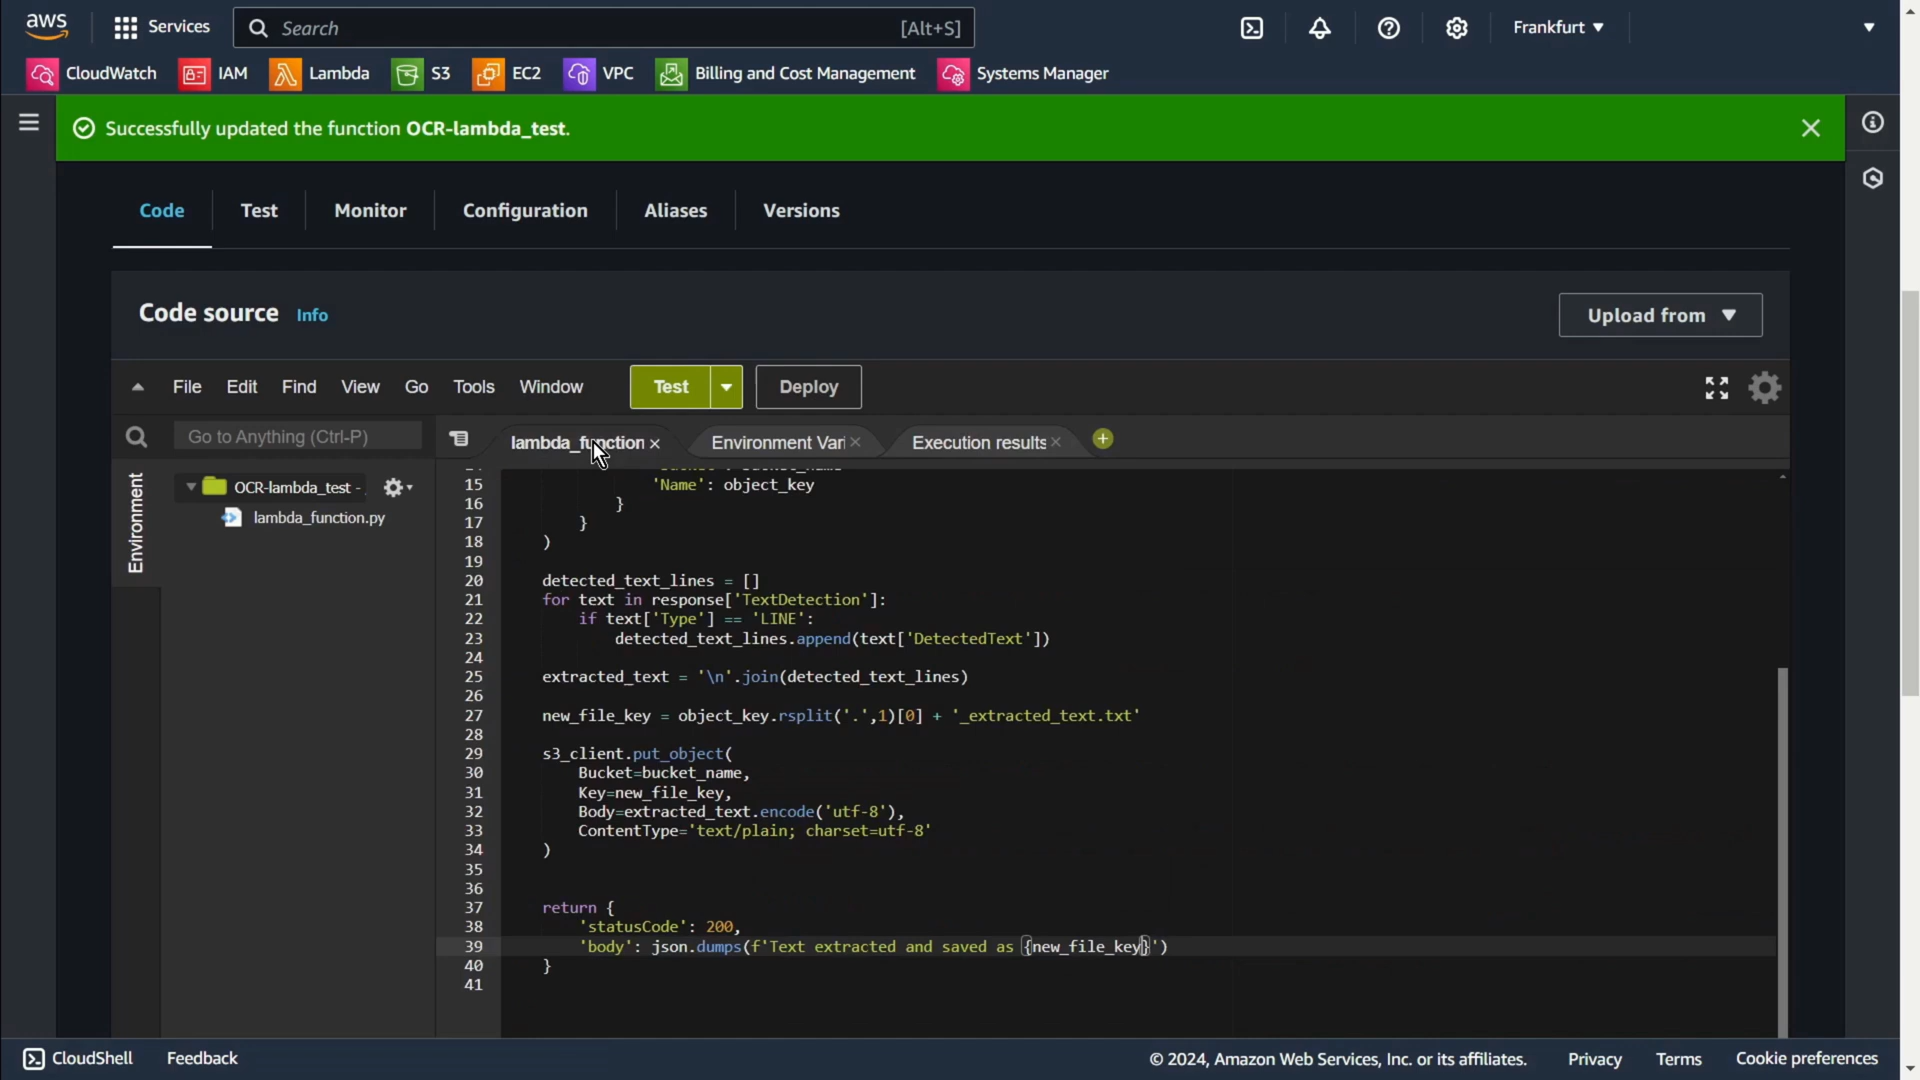 aws
Services
Search
[Alt+S]
Frankfurt
CloudWatch
IAM
Lambda
S3
EC2
VPC
Billing and Cost Management
Systems Manager
Successfully updated the function OCR-lambda_test.
Code
Test
Monitor
Configuration
Aliases
Versions
Code source
Info
Upload from
File
Edit
Find
View
Go
Tools
Window
Test
Deploy
Go to Anything (Ctrl-P)
lambda_function
Environment Vari
Execution results
Environment
OCR-lambda_test -
lambda_function.py
15 'Name': object_key
16 }
17 }
18 )
19
20 detected_text_lines = []
21 for text in response['TextDetection']:
22 if text['Type'] == 'LINE':
23 detected_text_lines.append(text['DetectedText'])
24
25 extracted_text = '\n'.join(detected_text_lines)
26
27 new_file_key = object_key.rsplit('.',1)[0] + '_extracted_text.txt'
28
29 s3_client.put_object(
30 Bucket=bucket_name,
31 Key=new_file_key,
32 Body=extracted_text.encode('utf-8'),
33 ContentType='text/plain; charset=utf-8'
34 )
35
36
37 return {
38 'statusCode': 200,
39 'body': json.dumps(f'Text extracted and saved as {new_file_key}')
40 }
41
CloudShell
Feedback
© 2024, Amazon Web Services, Inc. or its affiliates.
Privacy
Terms
Cookie preferences